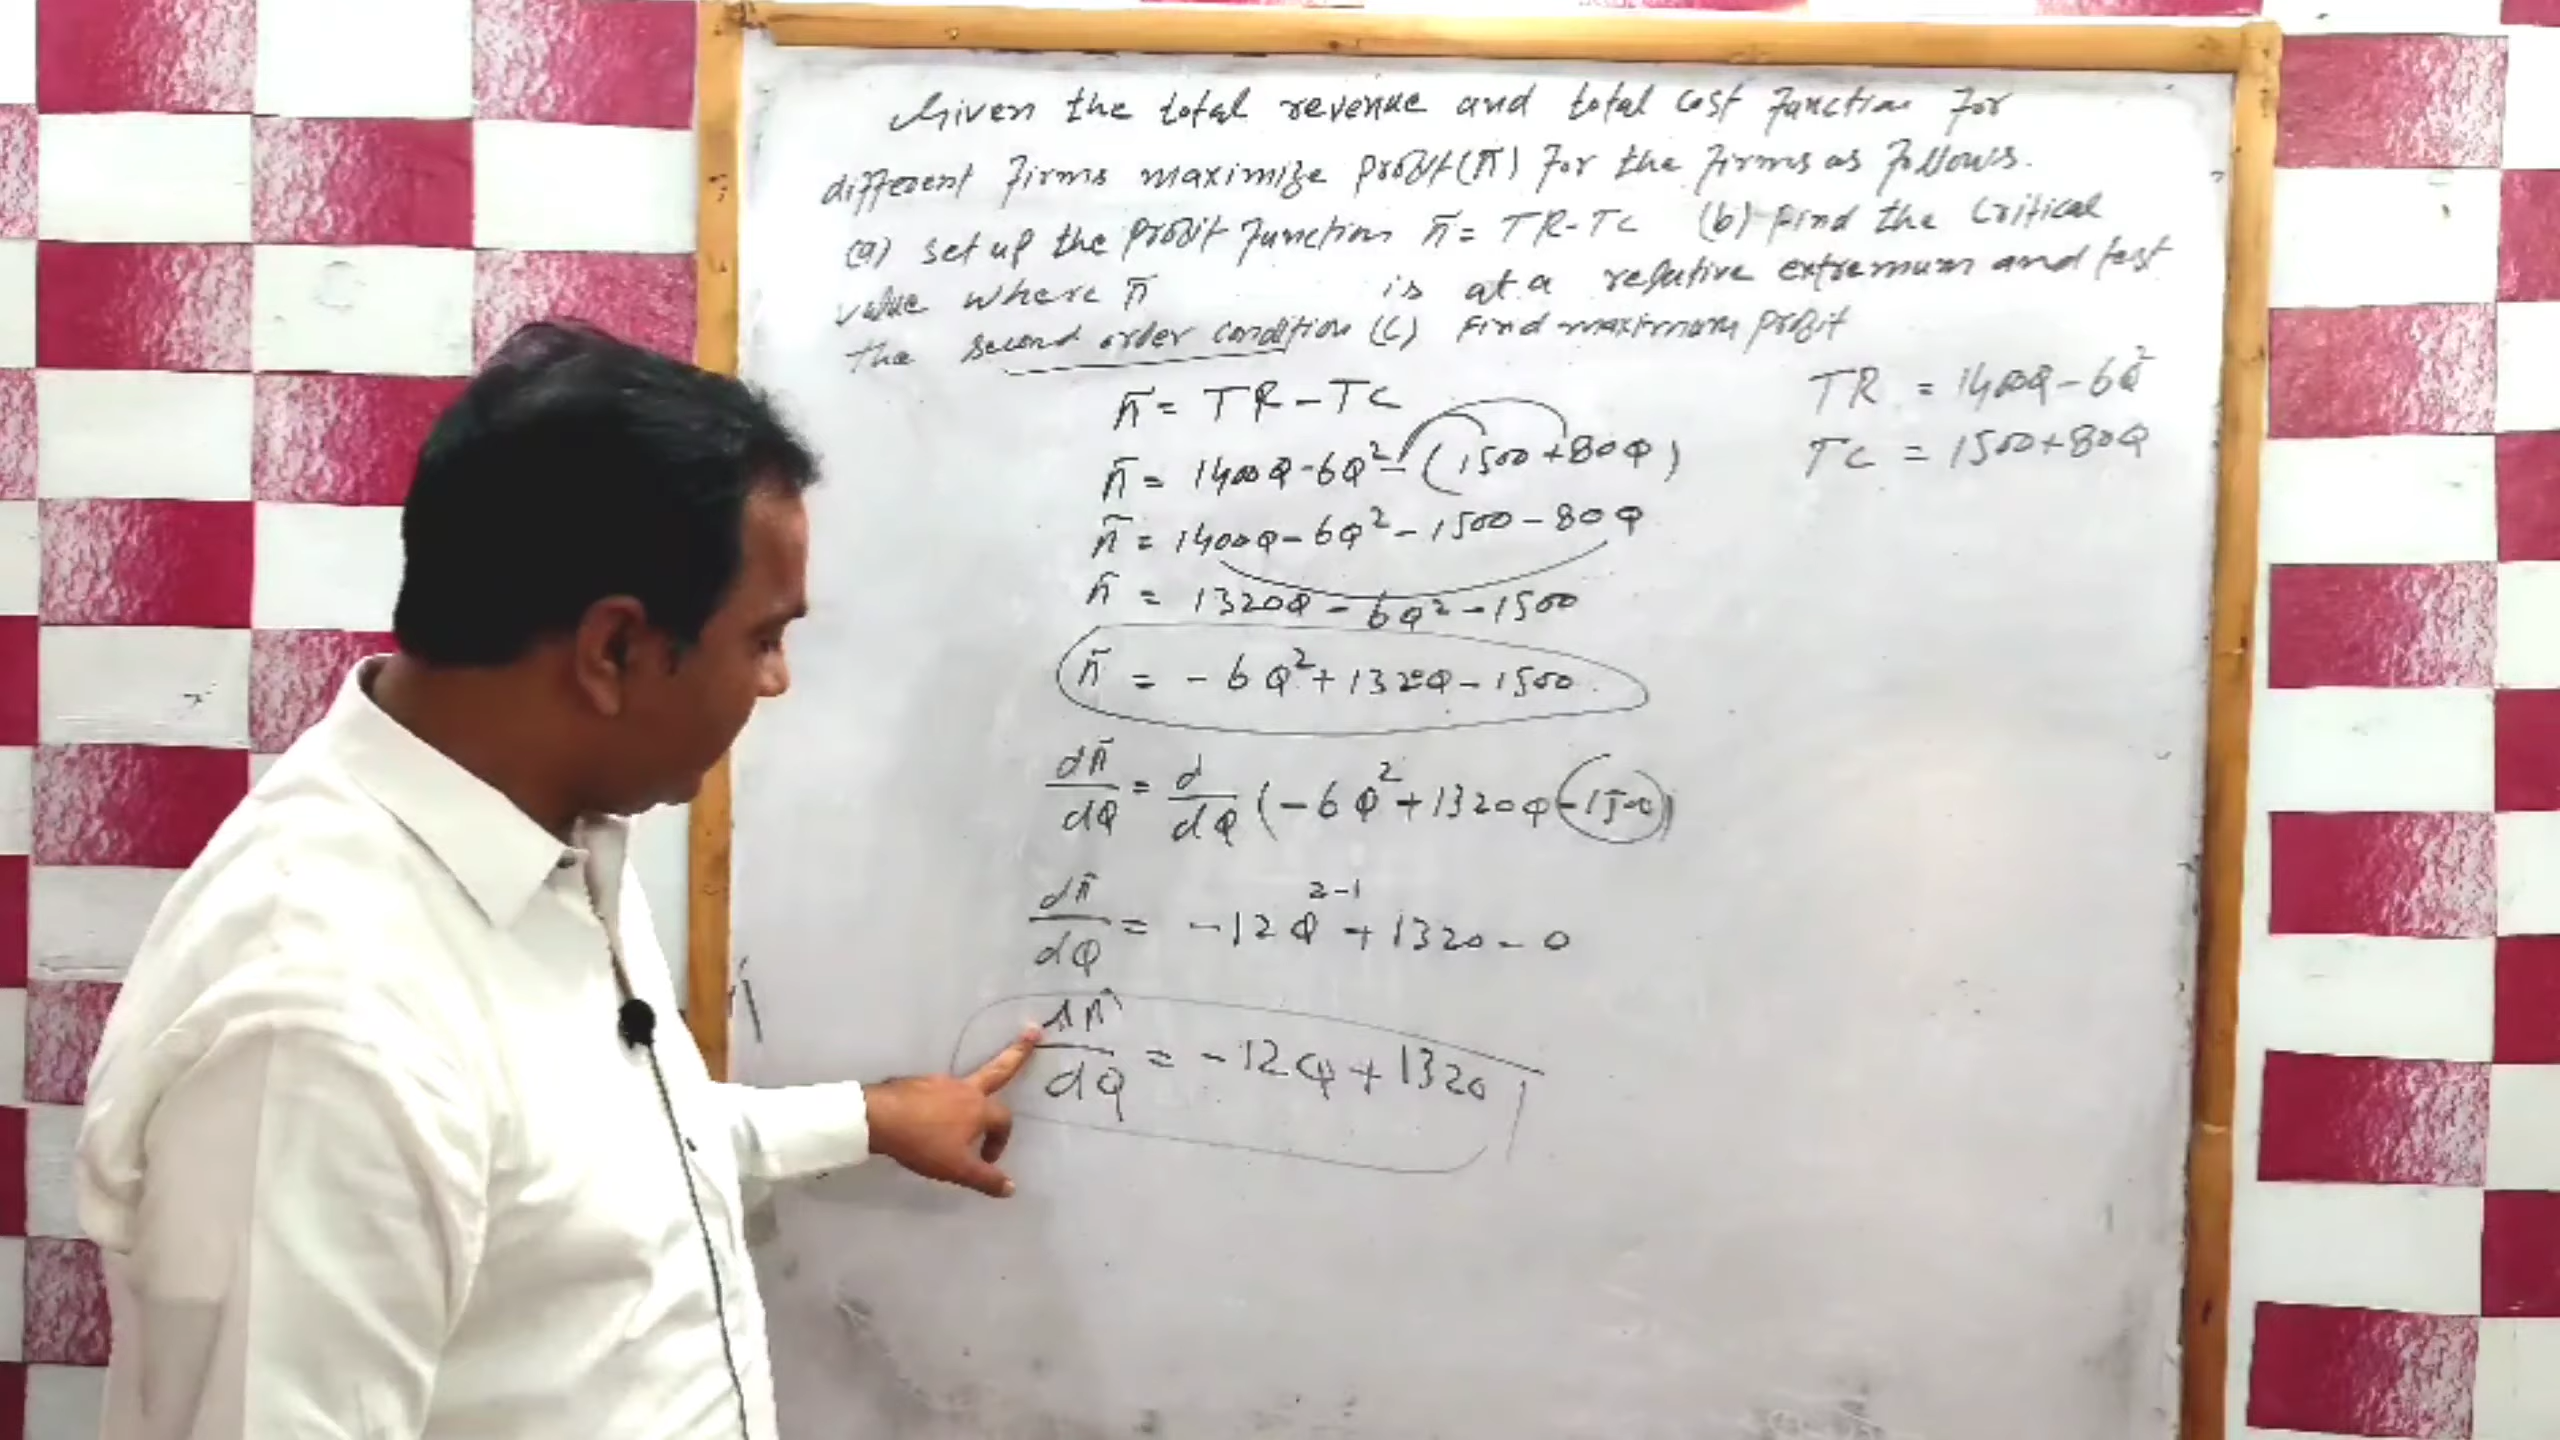 Given the total revenue and total cost function for
different firms maximize profit (π) for the firms as follows.
(a) set up the profit function π = TR-TC (b) Find the critical
value where π is at a relative extremum and test
the second order condition (c) Find maximum profit
TR = 1400Q - 6Q²
TC = 1500+80Q
π = TR - TC
π = 1400Q - 6Q² - (1500+80Q)
π = 1400Q - 6Q² - 1500 - 80Q
π = 1320Q - 6Q² - 1500
π = - 6Q² + 1320Q - 1500
dπ/dQ = d/dQ (-6Q² + 1320Q - 1500)
dπ/dQ = -12Q²⁻¹ + 1320 - 0
dπ/dQ = -12Q + 1320